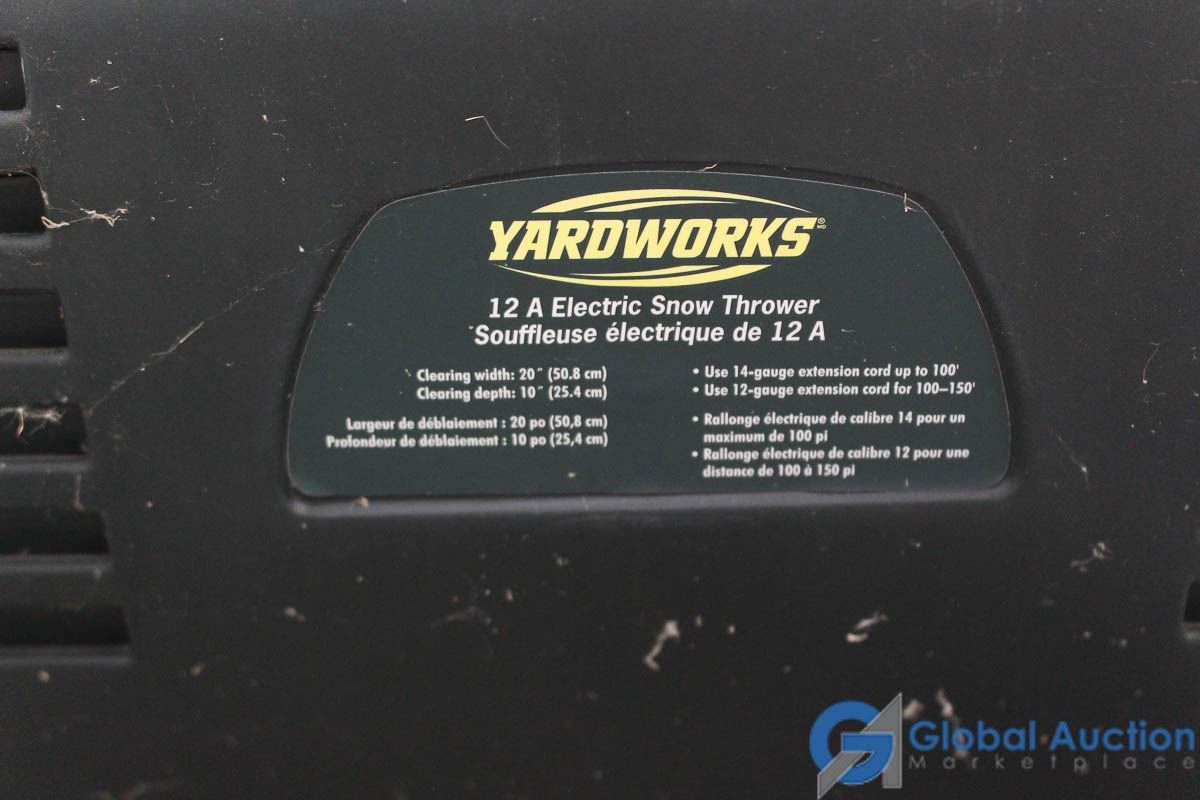 YARDWORKS® MD
12 A Electric Snow Thrower
Souffleuse électrique de 12 A
Clearing width: 20" (50.8 cm)
Clearing depth: 10" (25.4 cm)
Largeur de déblaiement : 20 po (50,8 cm)
Profondeur de déblaiement : 10 po (25,4 cm)
• Use 14-gauge extension cord up to 100'
• Use 12-gauge extension cord for 100–150'
• Rallonge électrique de calibre 14 pour un
maximum de 100 pi
• Rallonge électrique de calibre 12 pour une
distance de 100 à 150 pi
Global Auction
Marketplace